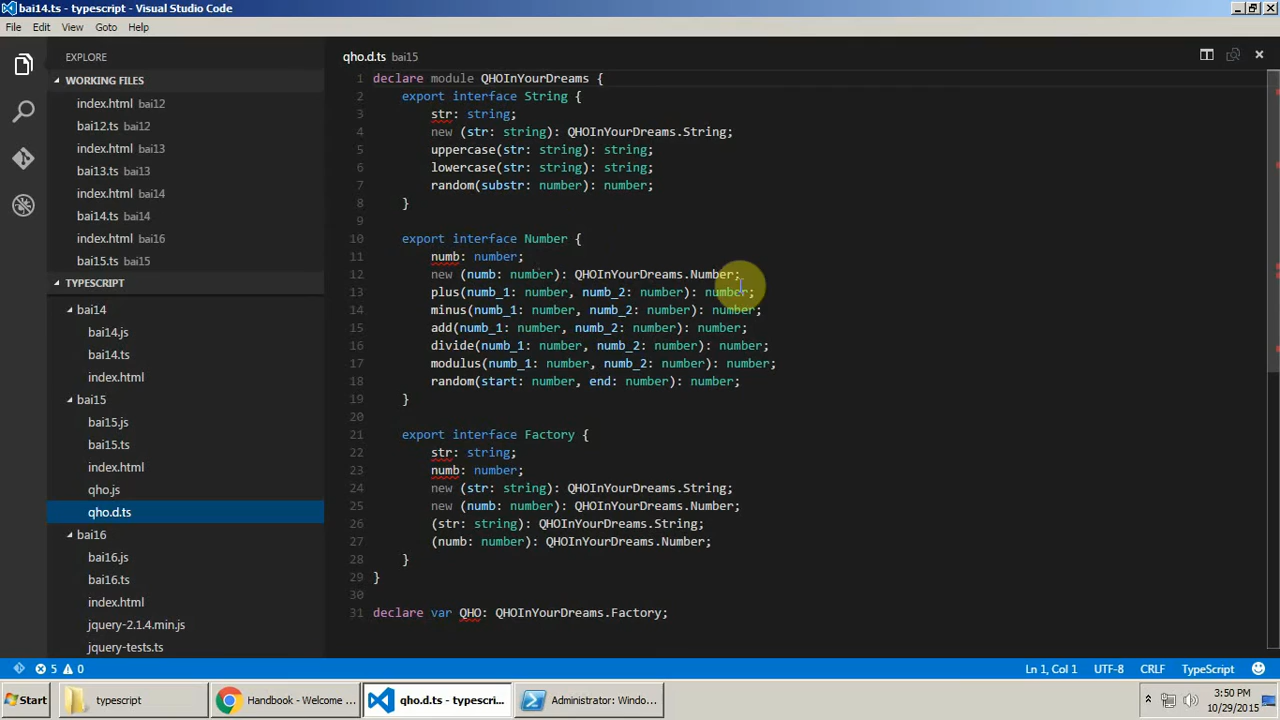 bai14.ts - typescript - Visual Studio Code
File Edit View Goto Help
EXPLORE
WORKING FILES
index.html bai12
bai12.ts bai12
index.html bai13
bai13.ts bai13
index.html bai14
bai14.ts bai14
index.html bai16
bai15.ts bai15
TYPESCRIPT
bai14
bai14.js
bai14.ts
index.html
bai15
bai15.js
bai15.ts
index.html
qho.js
qho.d.ts
bai16
bai16.js
bai16.ts
index.html
jquery-2.1.4.min.js
jquery-tests.ts
qho.d.ts bai15
1 declare module QHOInYourDreams {
2 export interface String {
3 str: string;
4 new (str: string): QHOInYourDreams.String;
5 uppercase(str: string): string;
6 lowercase(str: string): string;
7 random(substr: number): number;
8 }
9
10 export interface Number {
11 numb: number;
12 new (numb: number): QHOInYourDreams.Number;
13 plus(numb_1: number, numb_2: number): number;
14 minus(numb_1: number, numb_2: number): number;
15 add(numb_1: number, numb_2: number): number;
16 divide(numb_1: number, numb_2: number): number;
17 modulus(numb_1: number, numb_2: number): number;
18 random(start: number, end: number): number;
19 }
20
21 export interface Factory {
22 str: string;
23 numb: number;
24 new (str: string): QHOInYourDreams.String;
25 new (numb: number): QHOInYourDreams.Number;
26 (str: string): QHOInYourDreams.String;
27 (numb: number): QHOInYourDreams.Number;
28 }
29 }
30
31 declare var QHO: QHOInYourDreams.Factory;
5 0 Ln 1, Col 1 UTF-8 CRLF TypeScript
Start typescript Handbook - Welcome ... qho.d.ts - typescri... Administrator: Windo... 3:50 PM
10/29/2015